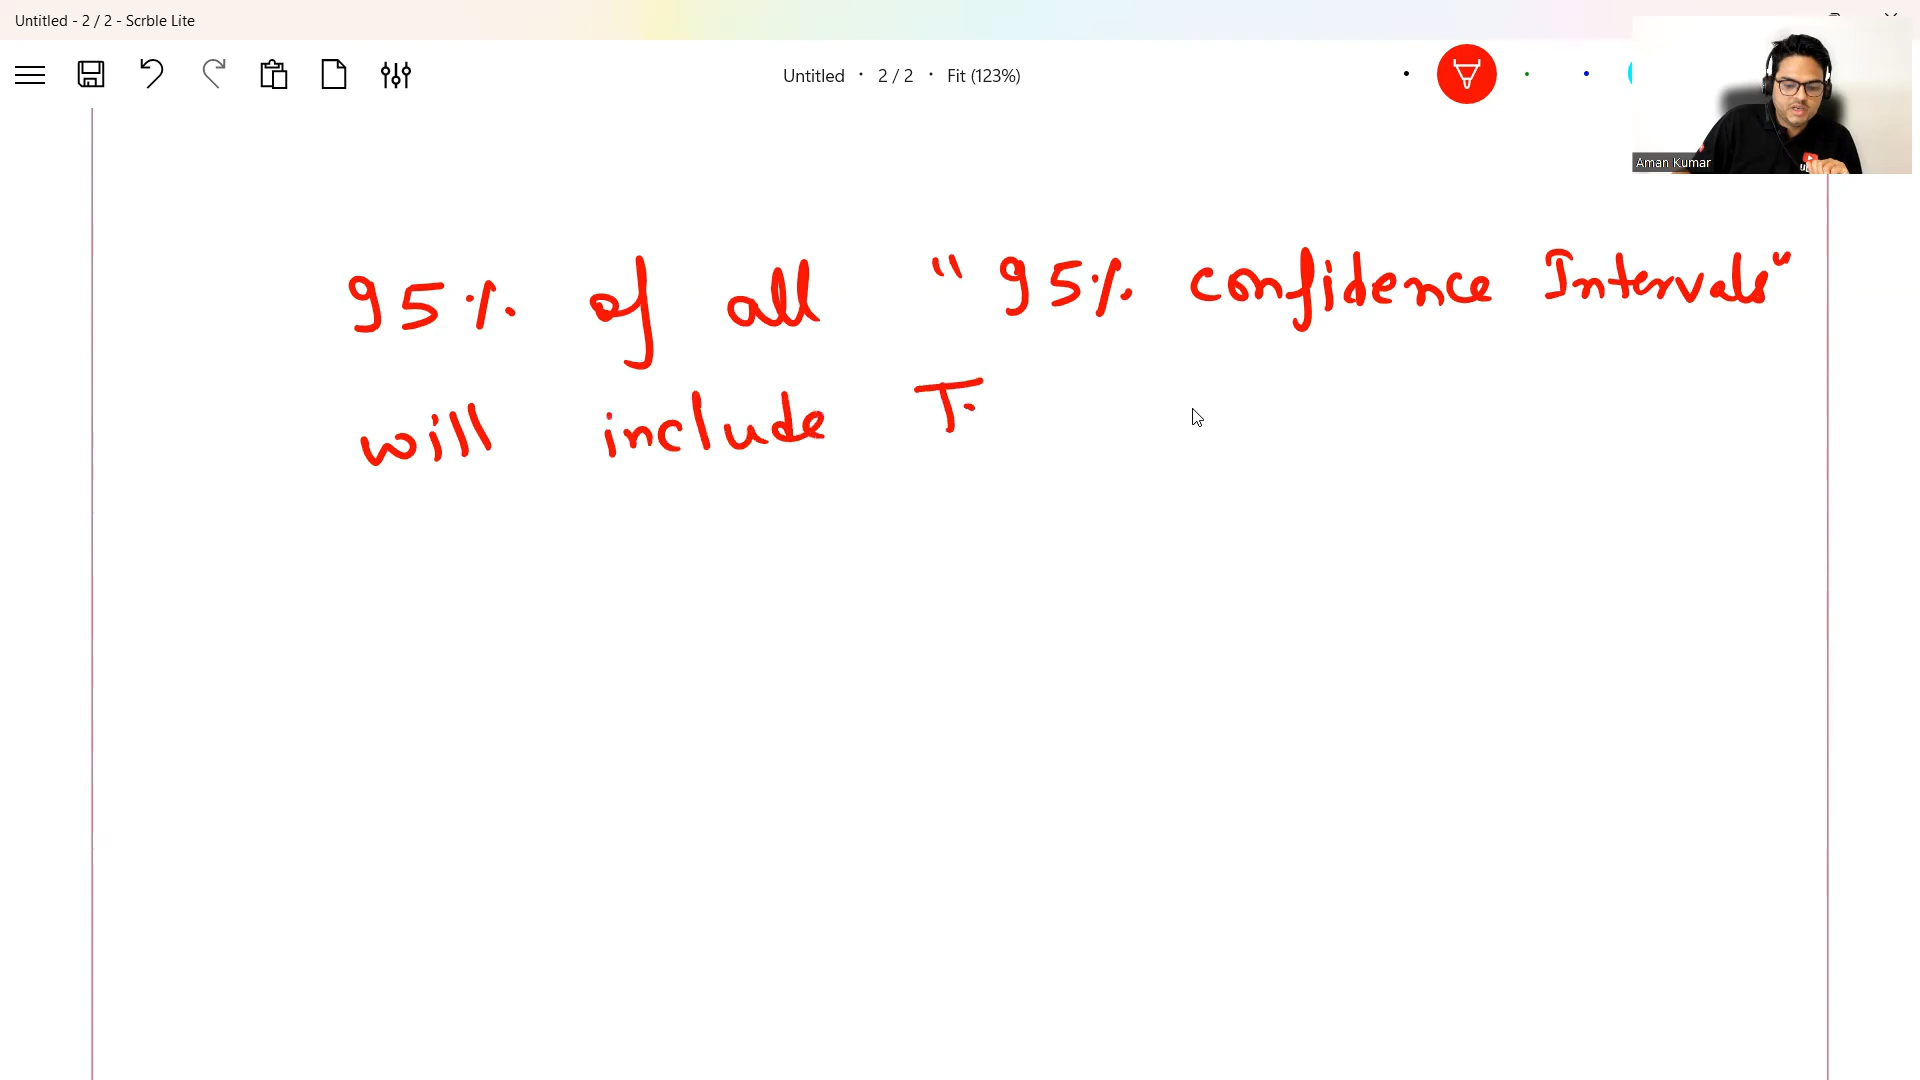 Untitled - 2 / 2 - Scrble Lite
Untitled • 2 / 2 • Fit (123%)
Aman Kumar
95% of all "95% confidence Intervals"
will include T